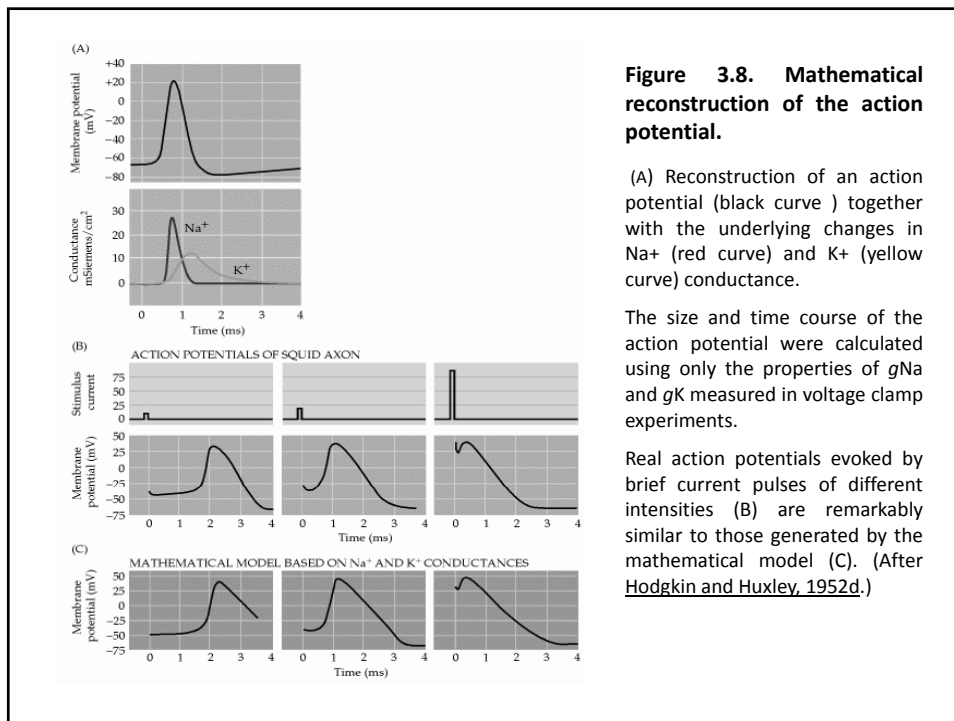 (A)
+40
+20
0
−20
−40
−60
−80
Membrane potential
(mV)
30
20
10
0
Conductance
mSiemens/cm²
Na⁺
K⁺
0 1 2 3 4
Time (ms)
(B)
ACTION POTENTIALS OF SQUID AXON
75
50
25
0
Stimulus
current
50
25
0
−25
−50
−75
Membrane
potential (mV)
0 1 2 3 4 0 1 2 3 4 0 1 2 3 4
Time (ms)
(C)
MATHEMATICAL MODEL BASED ON Na⁺ AND K⁺ CONDUCTANCES
50
25
0
−25
−50
−75
Membrane
potential (mV)
0 1 2 3 4 0 1 2 3 4 0 1 2 3 4
Time (ms)
Figure 3.8. Mathematical
reconstruction of the action
potential.
(A) Reconstruction of an action
potential (black curve ) together
with the underlying changes in
Na+ (red curve) and K+ (yellow
curve) conductance.
The size and time course of the
action potential were calculated
using only the properties of gNa
and gK measured in voltage clamp
experiments.
Real action potentials evoked by
brief current pulses of different
intensities (B) are remarkably
similar to those generated by the
mathematical model (C). (After
Hodgkin and Huxley, 1952d.)